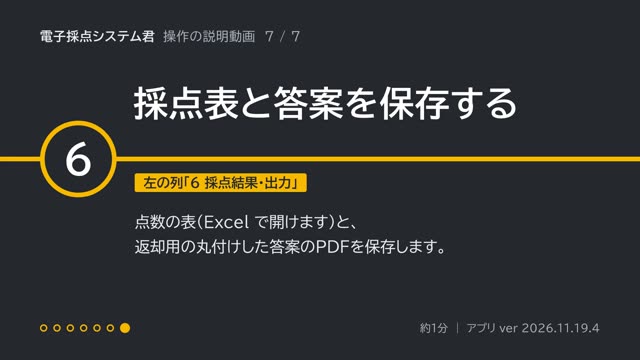 電子採点システム君 操作の説明動画 7 / 7
採点表と答案を保存する
6
左の列「6 採点結果・出力」
点数の表(Excel で開けます)と、
返却用の丸付けした答案のPDFを保存します。
約1分 | アプリ ver 2026.11.19.4